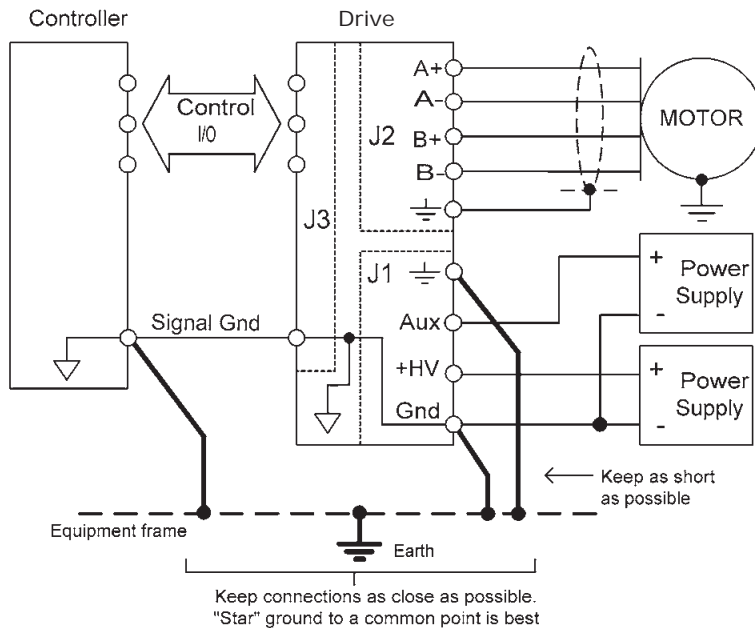 Controller
Drive
Control
I/O
J2
J3
J1
A+
A-
B+
B-
MOTOR
Signal Gnd
Aux
+HV
Gnd
+
Power
Supply
-
+
Power
Supply
-
Keep as short
as possible
Equipment frame
Earth
Keep connections as close as possible.
"Star" ground to a common point is best